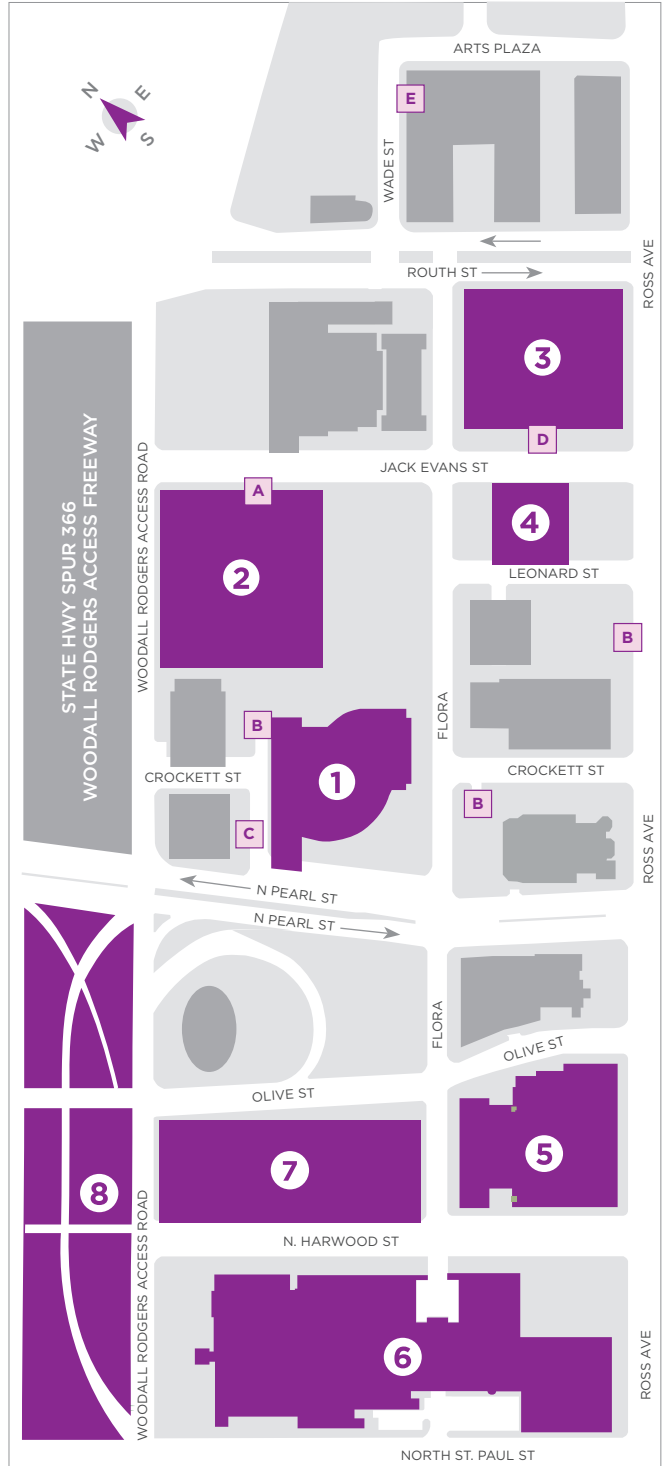 ARTS PLAZA
N
E
W
S
E
WADE ST
ROSS AVE
ROUTH ST
3
D
STATE HWY SPUR 366
WOODALL RODGERS ACCESS FREEWAY
WOODALL RODGERS ACCESS ROAD
JACK EVANS ST
A
2
4
LEONARD ST
B
FLORA
B
1
CROCKETT ST
CROCKETT ST
B
C
ROSS AVE
N PEARL ST
N PEARL ST
FLORA
OLIVE ST
OLIVE ST
5
7
8
WOODALL RODGERS ACCESS ROAD
N. HARWOOD ST
6
ROSS AVE
NORTH ST. PAUL ST